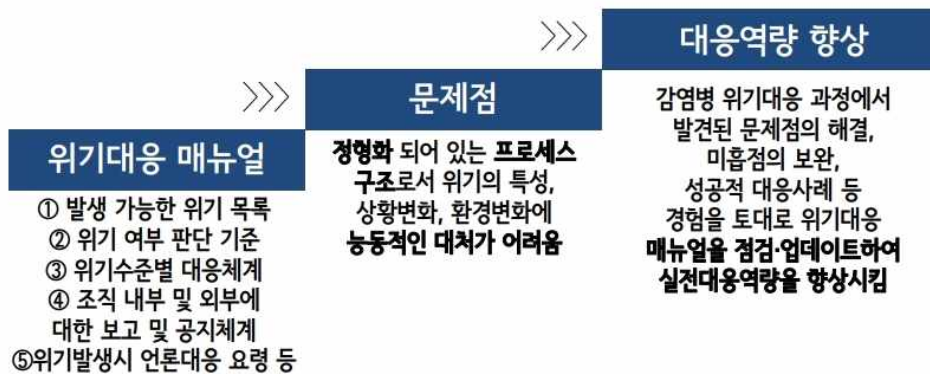 위기대응 매뉴얼
① 발생 가능한 위기 목록
② 위기 여부 판단 기준
③ 위기수준별 대응체계
④ 조직 내부 및 외부에
대한 보고 및 공지체계
⑤위기발생시 언론대응 요령 등
>>>
문제점
정형화 되어 있는 프로세스
구조로서 위기의 특성,
상황변화, 환경변화에
능동적인 대처가 어려움
>>>
대응역량 향상
감염병 위기대응 과정에서
발견된 문제점의 해결,
미흡점의 보완,
성공적 대응사례 등
경험을 토대로 위기대응
매뉴얼을 점검·업데이트하여
실전대응역량을 향상시킴